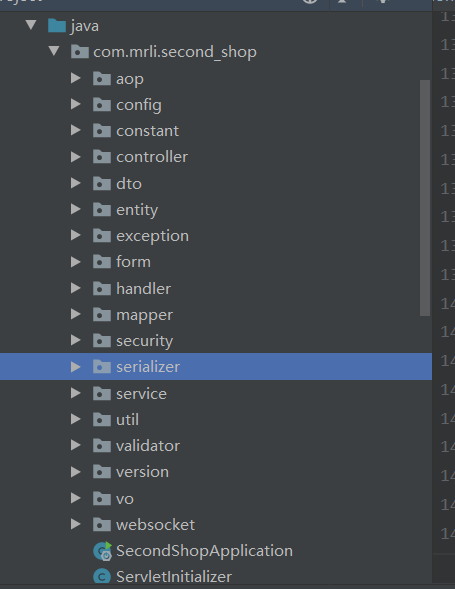 java
com.mrli.second_shop
aop
config
constant
controller
dto
entity
exception
form
handler
mapper
security
serializer
service
util
validator
version
vo
websocket
SecondShopApplication
ServletInitializer